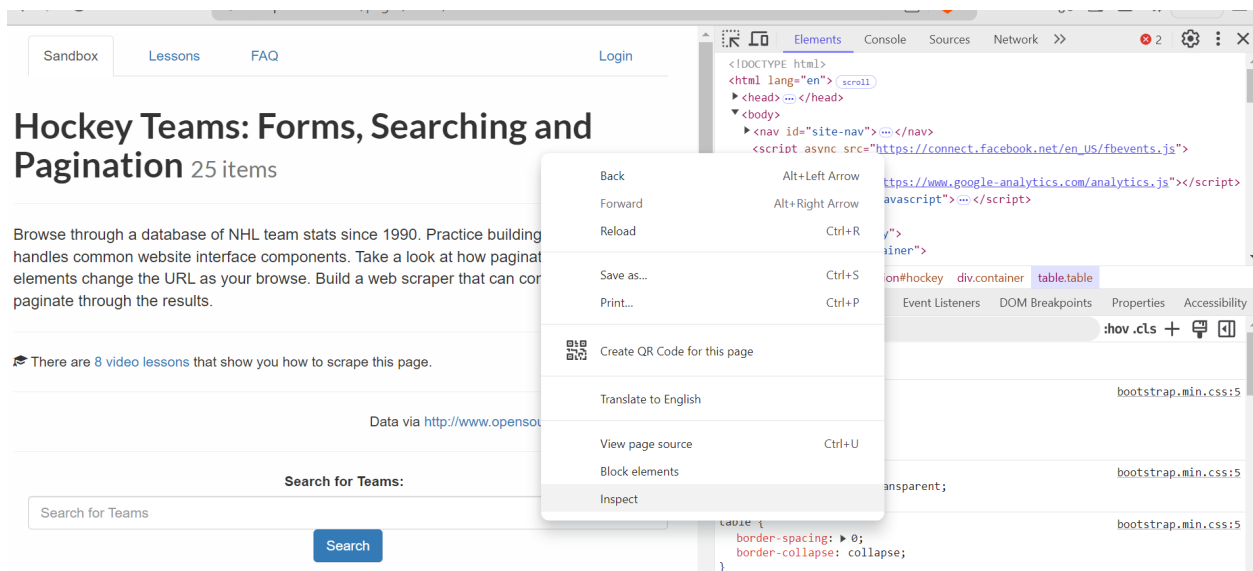 Sandbox
Lessons
FAQ
Login
Hockey Teams: Forms, Searching and
Pagination 25 items
Browse through a database of NHL team stats since 1990. Practice building
handles common website interface components. Take a look at how paginat
elements change the URL as your browse. Build a web scraper that can con
paginate through the results.
There are 8 video lessons that show you how to scrape this page.
Data via http://www.opensou
Search for Teams:
Search for Teams
Search
Back Alt+Left Arrow
Forward Alt+Right Arrow
Reload Ctrl+R
Save as... Ctrl+S
Print... Ctrl+P
Create QR Code for this page
Translate to English
View page source Ctrl+U
Block elements
Inspect
Elements Console Sources Network 2
<!DOCTYPE html>
<html lang="en"> scroll
<head> ... </head>
<body>
<nav id="site-nav"> ... </nav>
<script async src="https://connect.facebook.net/en_US/fbevents.js">
ttps://www.google-analytics.com/analytics.js"></script>
avascript"> ... </script>
y">
ainer">
ion#hockey div.container table.table
Event Listeners DOM Breakpoints Properties Accessibility
:hov .cls
bootstrap.min.css:5
bootstrap.min.css:5
ansparent;
table { bootstrap.min.css:5
border-spacing: 0;
border-collapse: collapse;
}